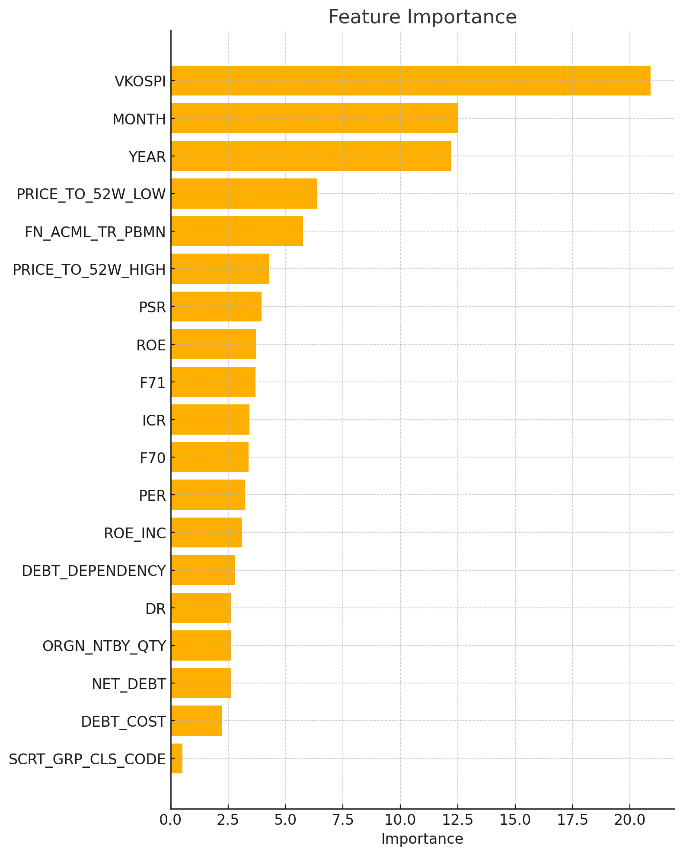 Feature Importance
VKOSPI
MONTH
YEAR
PRICE_TO_52W_LOW
FN_ACML_TR_PBMN
PRICE_TO_52W_HIGH
PSR
ROE
F71
ICR
F70
PER
ROE_INC
DEBT_DEPENDENCY
DR
ORGN_NTBY_QTY
NET_DEBT
DEBT_COST
SCRT_GRP_CLS_CODE
0.0 2.5 5.0 7.5 10.0 12.5 15.0 17.5 20.0
Importance